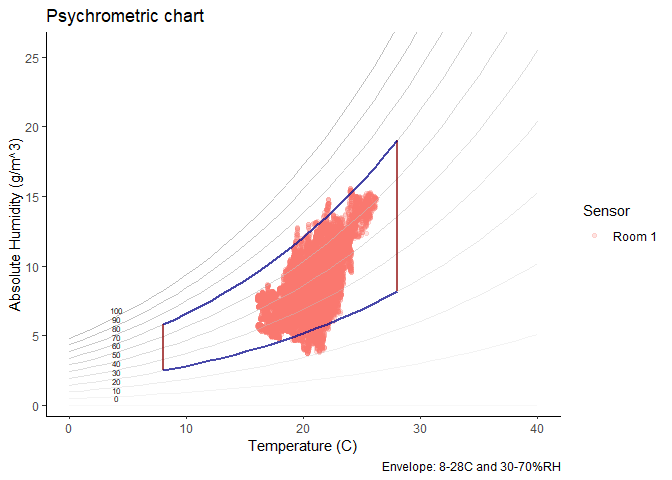 Psychrometric chart
Absolute Humidity (g/m^3)
25
20
15
10
5
0
100
90
80
70
60
50
40
30
20
10
0
0 10 20 30 40
Temperature (C)
Sensor
Room 1
Envelope: 8-28C and 30-70%RH